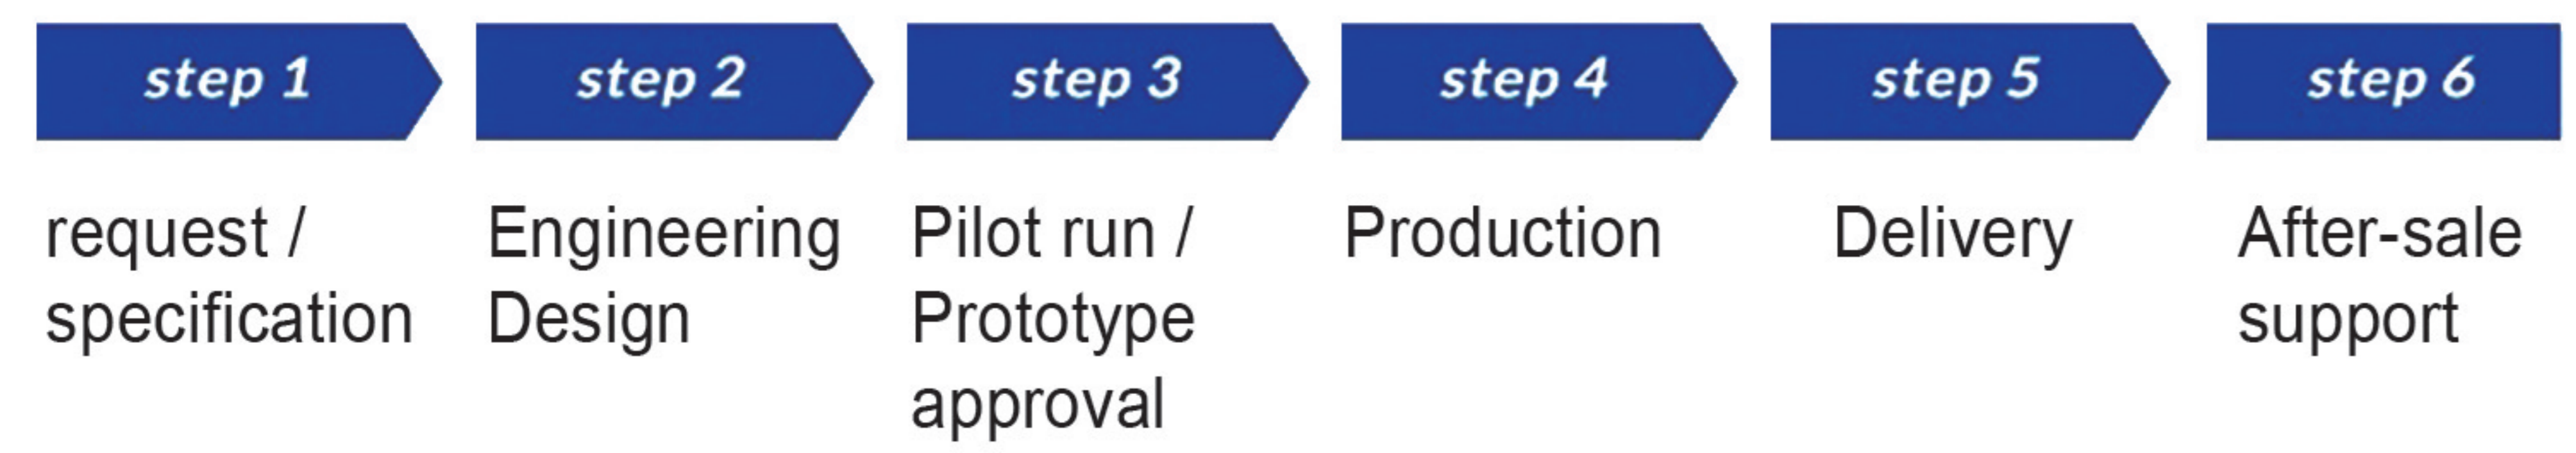 step 1
request /
specification
step 2
Engineering
Design
step 3
Pilot run /
Prototype
approval
step 4
Production
step 5
Delivery
step 6
After-sale
support